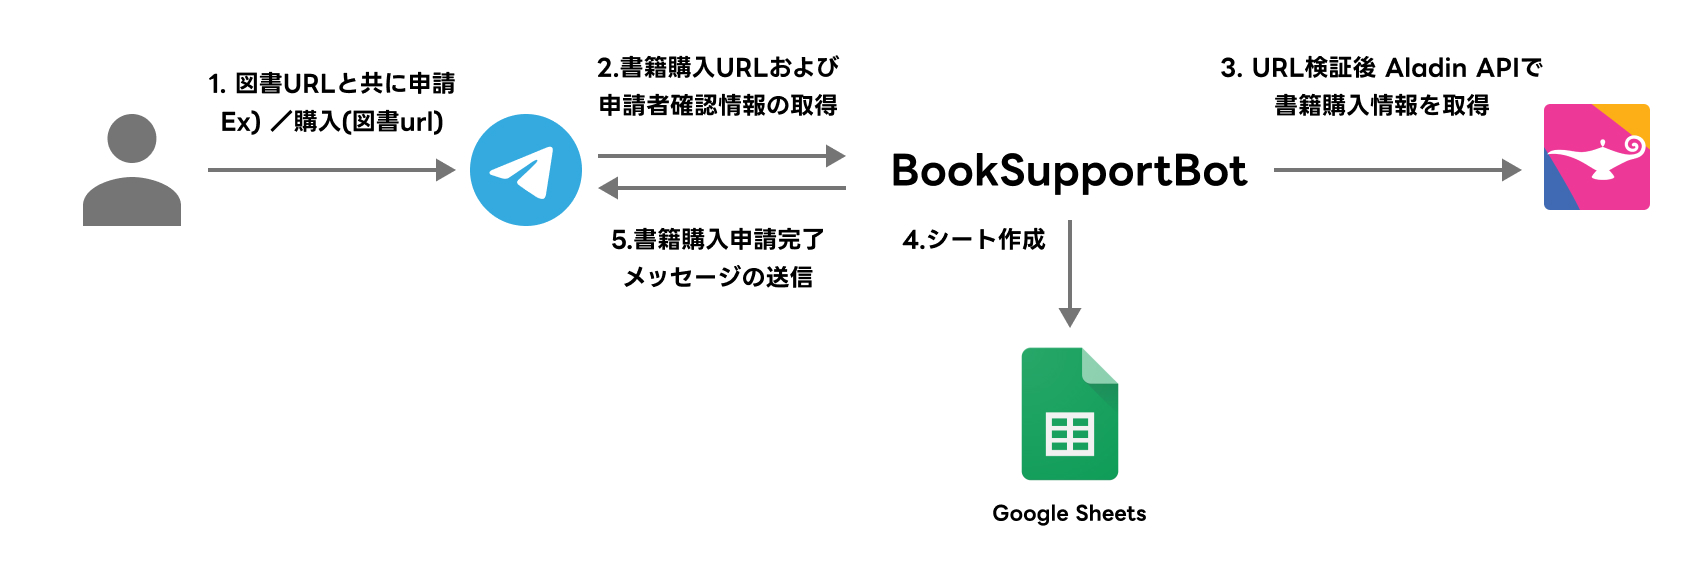 1. 図書URLと共に申請
Ex) ／購入(図書url)
2.書籍購入URLおよび
申請者確認情報の取得
3. URL検証後 Aladin APIで
書籍購入情報を取得
BookSupportBot
5.書籍購入申請完了
メッセージの送信
4.シート作成
Google Sheets